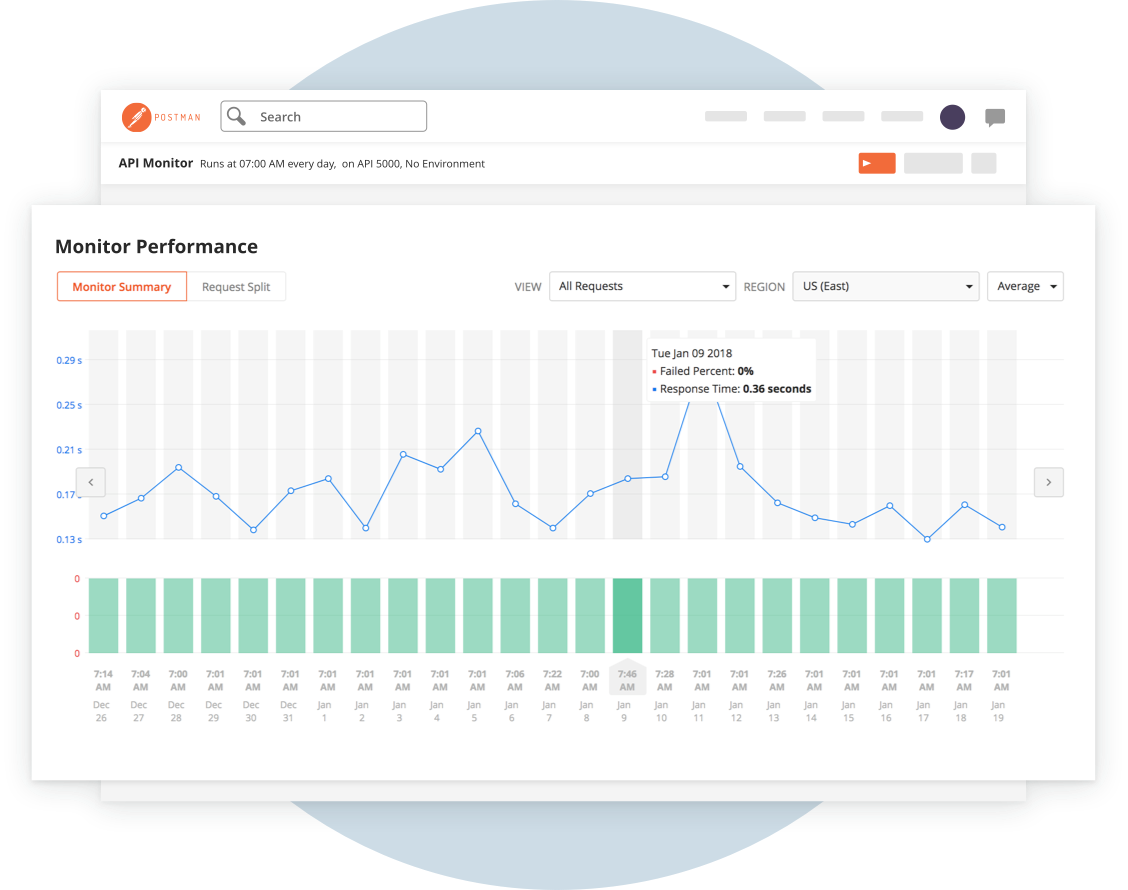 POSTMAN
Search
API Monitor Runs at 07:00 AM every day, on API 5000, No Environment
Monitor Performance
Monitor Summary Request Split VIEW All Requests REGION US (East) Average
Tue Jan 09 2018
Failed Percent: 0%
Response Time: 0.36 seconds
0.29 s
0.25 s
0.21 s
0.17
0.13 s
0
0
0
7:14 7:04 7:00 7:01 7:01 7:01 7:01 7:01 7:01 7:01 7:01 7:06 7:22 7:00 7:46 7:28 7:01 7:01 7:26 7:01 7:01 7:01 7:01 7:17 7:01
AM AM AM AM AM AM AM AM AM AM AM AM AM AM AM AM AM AM AM AM AM AM AM AM AM
Dec Dec Dec Dec Dec Dec Jan Jan Jan Jan Jan Jan Jan Jan Jan Jan Jan Jan Jan Jan Jan Jan Jan Jan Jan
26 27 28 29 30 31 1 2 3 4 5 6 7 8 9 10 11 12 13 14 15 16 17 18 19